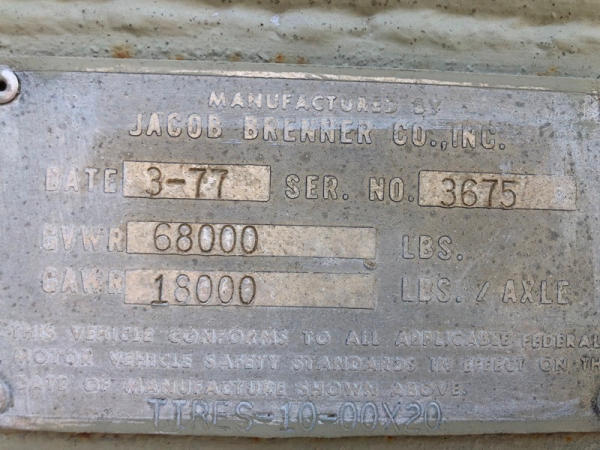 MANUFACTURED BY
JACOB BRENNER CO., INC.
DATE 3-77 SER. NO. 3675
GVWR 68000 LBS.
GAWR 18000 LBS. / AXLE
THIS VEHICLE CONFORMS TO ALL APPLICABLE FEDERAL
MOTOR VEHICLE SAFETY STANDARDS IN EFFECT ON THE
DATE OF MANUFACTURE SHOWN ABOVE.
TIRES-10-00X20